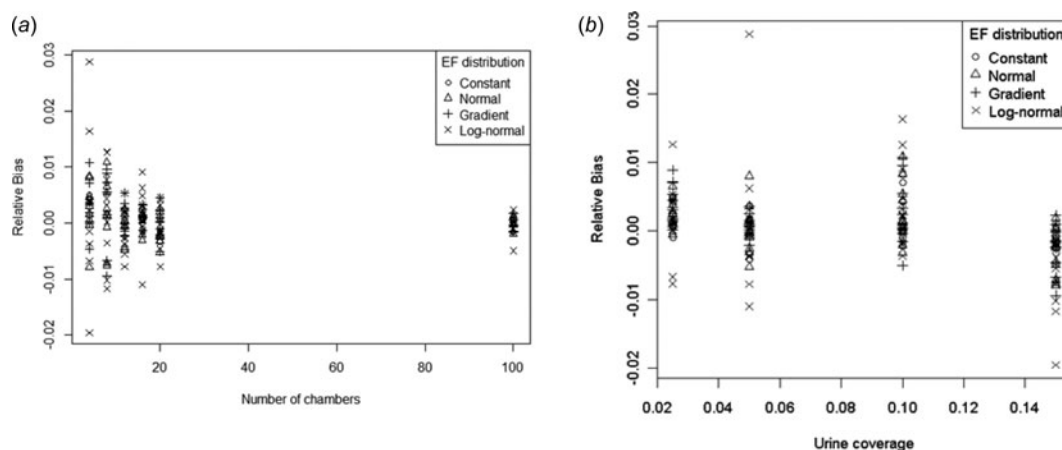 (a)
EF distribution
Constant
Normal
Gradient
Log-normal
0.03
0.02
0.01
0.00
-0.01
-0.02
Relative Bias
20
40
60
80
100
Number of chambers
(b)
EF distribution
Constant
Normal
Gradient
Log-normal
0.03
0.02
0.01
0.00
-0.01
-0.02
Relative Bias
0.02
0.04
0.06
0.08
0.10
0.12
0.14
Urine coverage